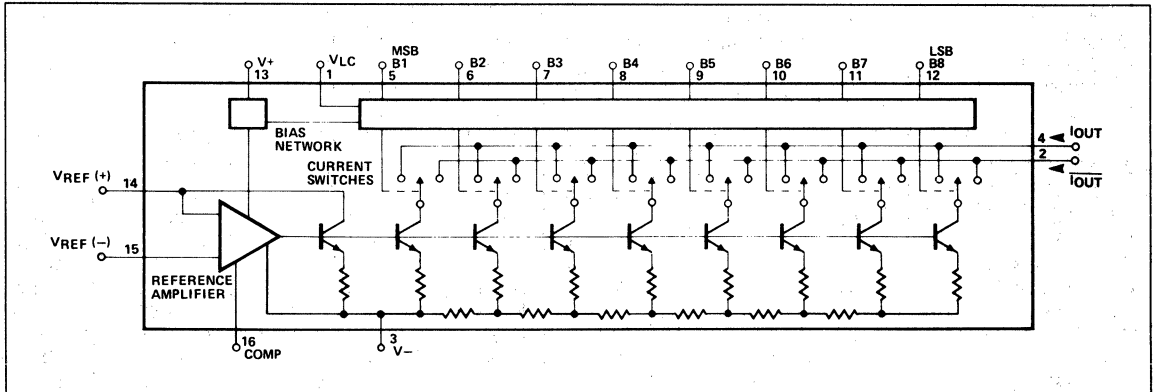 V+
13
VLC
1
MSB
B1
5
B2
6
B3
7
B4
8
B5
9
B6
10
B7
11
LSB
B8
12
BIAS
NETWORK
CURRENT
SWITCHES
4 IOUT
2 IOUT
VREF (+) 14
VREF (−) 15
REFERENCE
AMPLIFIER
16
COMP
3
V−